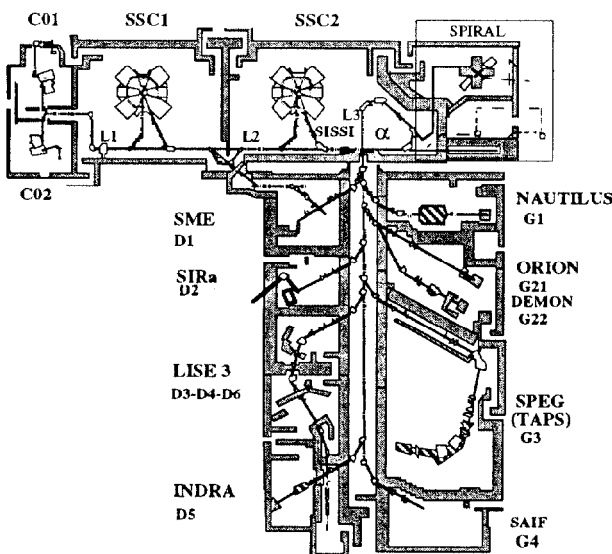 C01
SSC1
SSC2
SPIRAL
L1
L2
L3
SISSI
α
C02
SME
D1
SIRa
D2
LISE 3
D3-D4-D6
INDRA
D5
NAUTILUS
G1
ORION
G21
DEMON
G22
SPEG
(TAPS)
G3
SAIF
G4